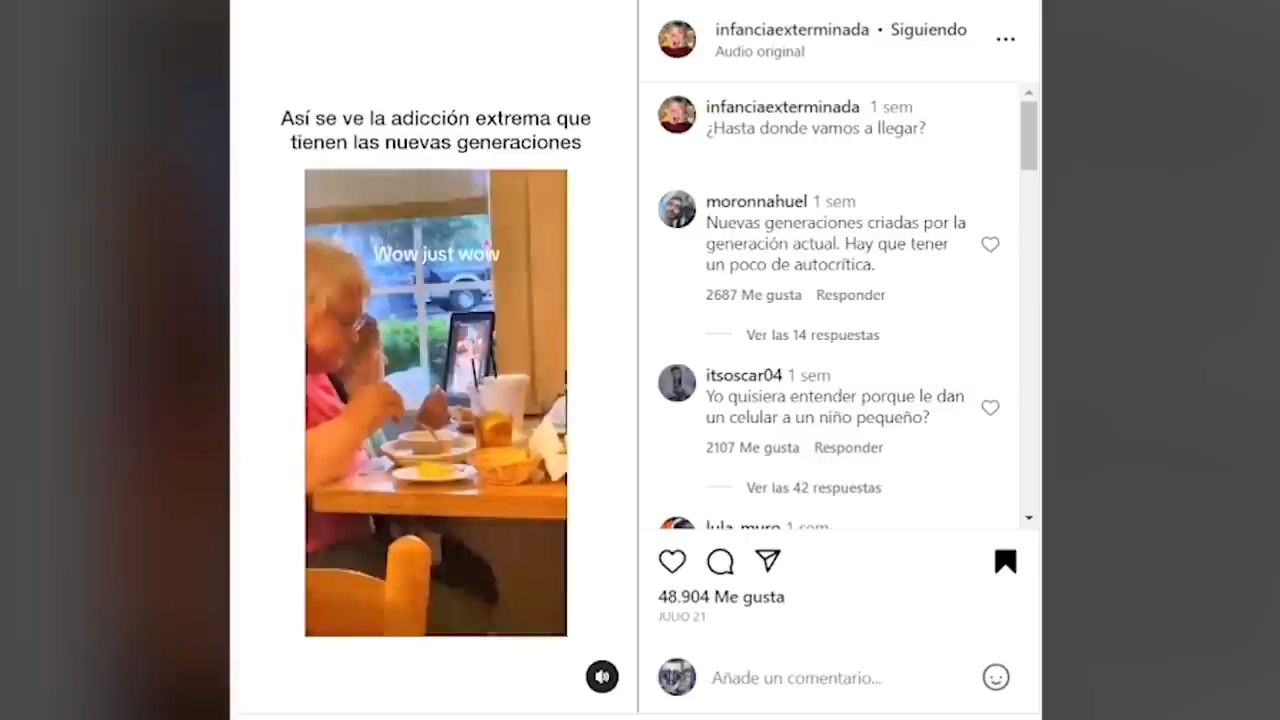 Así se ve la adicción extrema que
tienen las nuevas generaciones
Wow just wow
infanciaexterminada • Siguiendo
Audio original
infanciaexterminada 1 sem
¿Hasta donde vamos a llegar?
moronnahuel 1 sem
Nuevas generaciones criadas por la
generación actual. Hay que tener
un poco de autocrítica.
2687 Me gusta Responder
Ver las 14 respuestas
itsoscar04 1 sem
Yo quisiera entender porque le dan
un celular a un niño pequeño?
2107 Me gusta Responder
Ver las 42 respuestas
lula_muro 1 sem
48.904 Me gusta
JULIO 21
Añade un comentario...